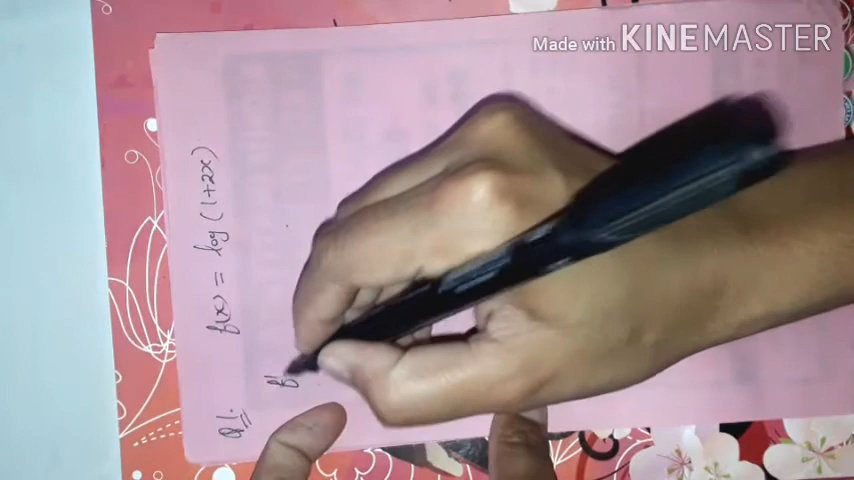 Made with KINEMASTER
Q1. f(x) = log (1+2x)
f'